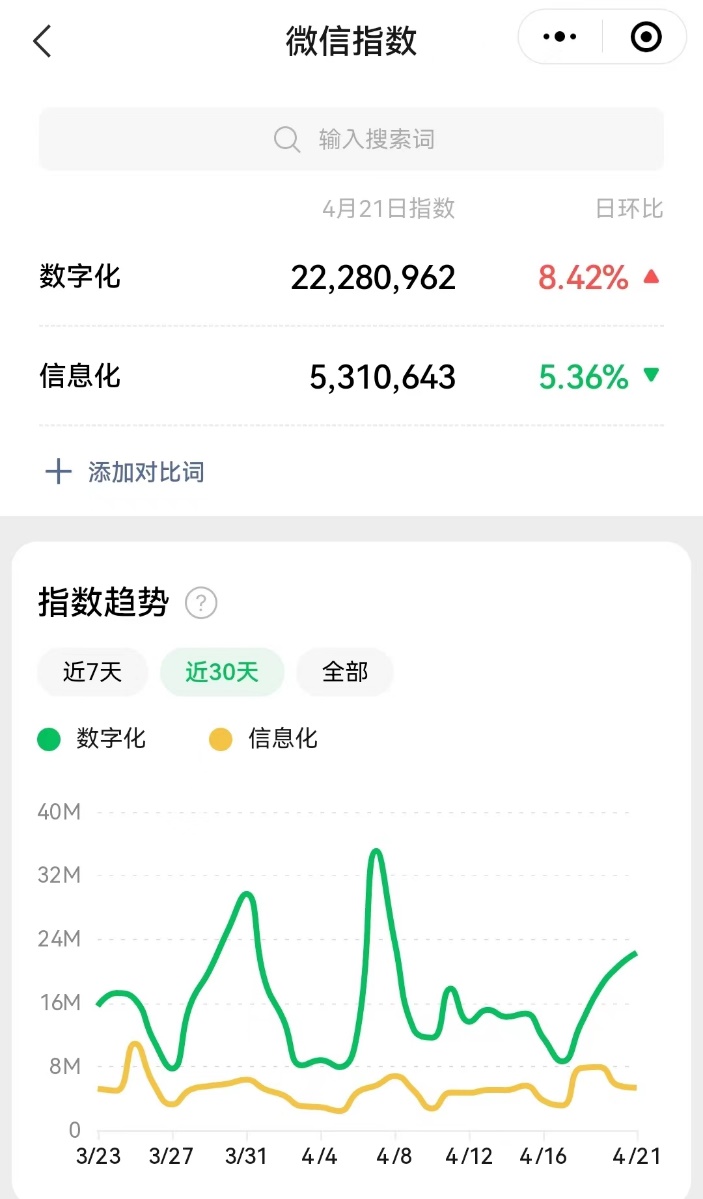 微信指数
输入搜索词
4月21日指数 日环比
数字化 22,280,962 8.42%
信息化 5,310,643 5.36%
添加对比词
指数趋势 ?
近7天 近30天 全部
数字化 信息化
40M
32M
24M
16M
8M
0
3/23 3/27 3/31 4/4 4/8 4/12 4/16 4/21